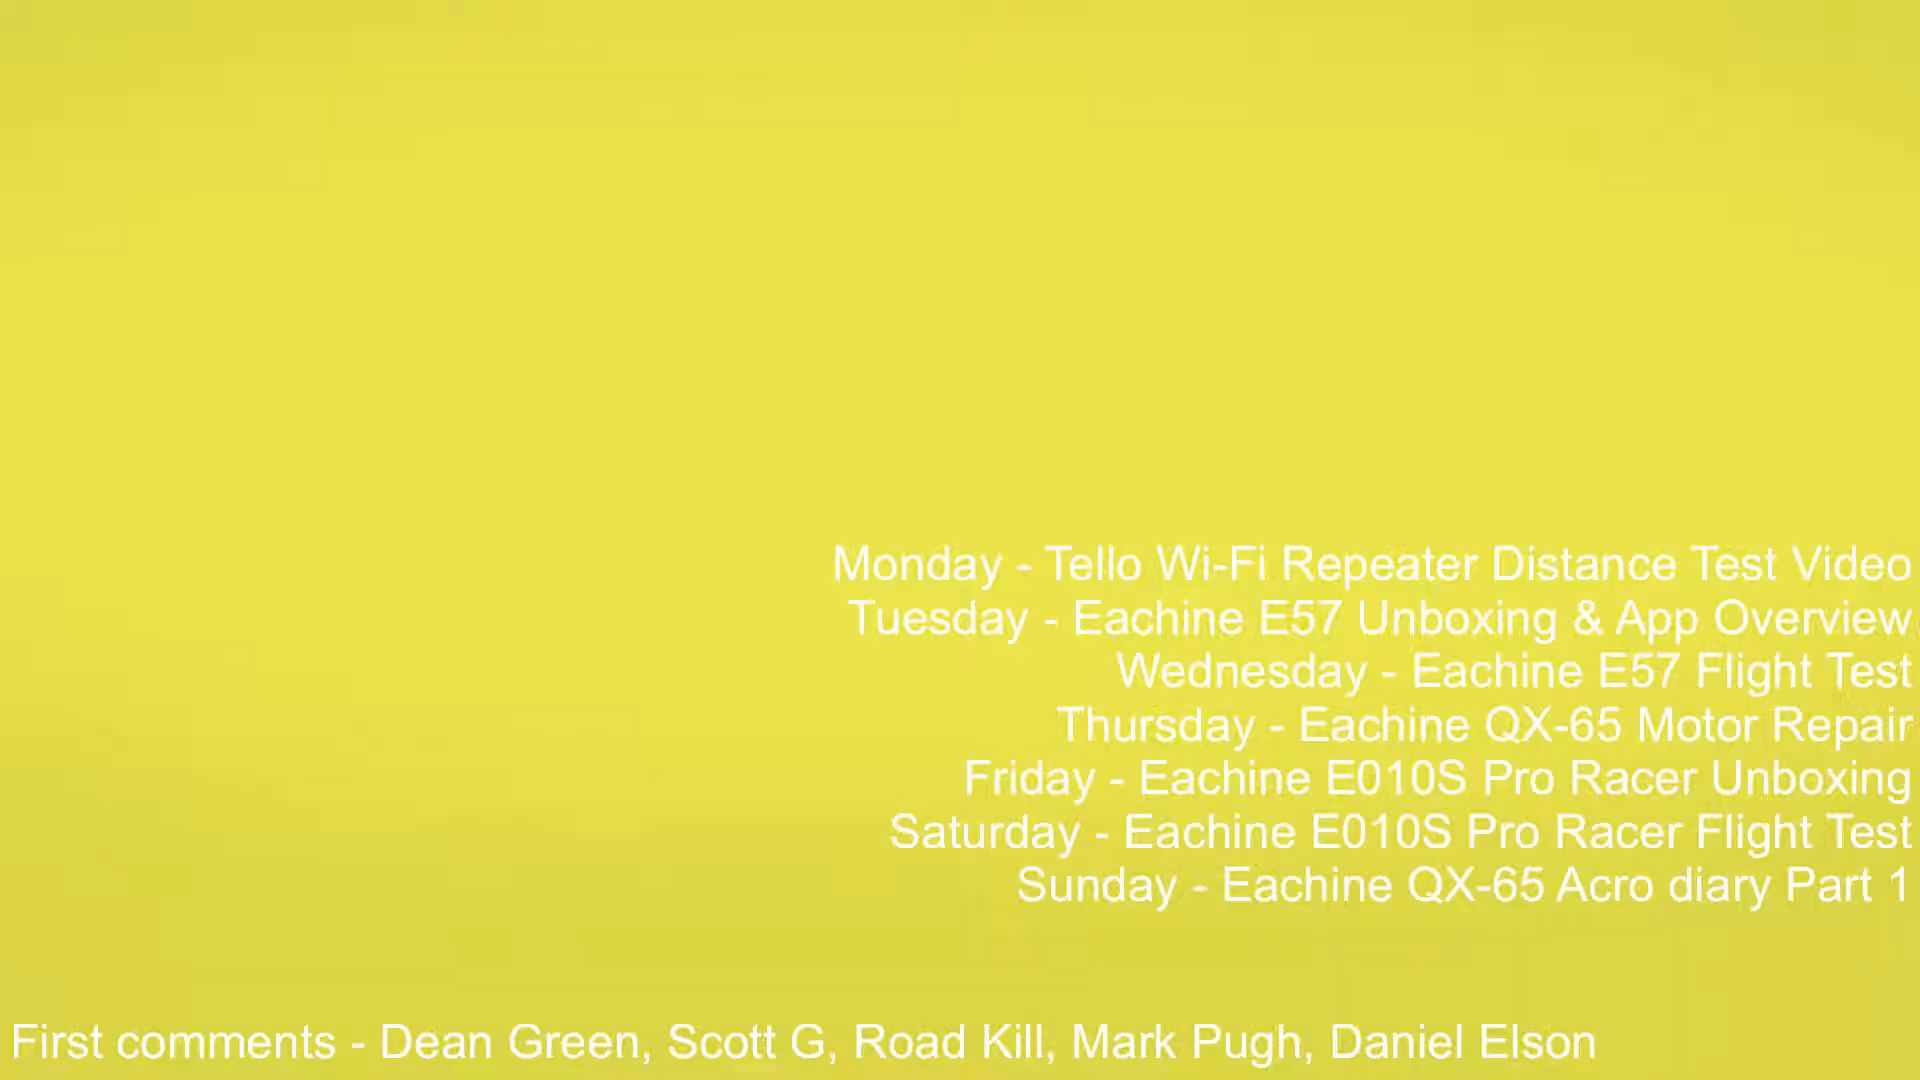 Monday - Tello Wi-Fi Repeater Distance Test Video
Tuesday - Eachine E57 Unboxing & App Overview
Wednesday - Eachine E57 Flight Test
Thursday - Eachine QX-65 Motor Repair
Friday - Eachine E010S Pro Racer Unboxing
Saturday - Eachine E010S Pro Racer Flight Test
Sunday - Eachine QX-65 Acro diary Part 1
First comments - Dean Green, Scott G, Road Kill, Mark Pugh, Daniel Elson